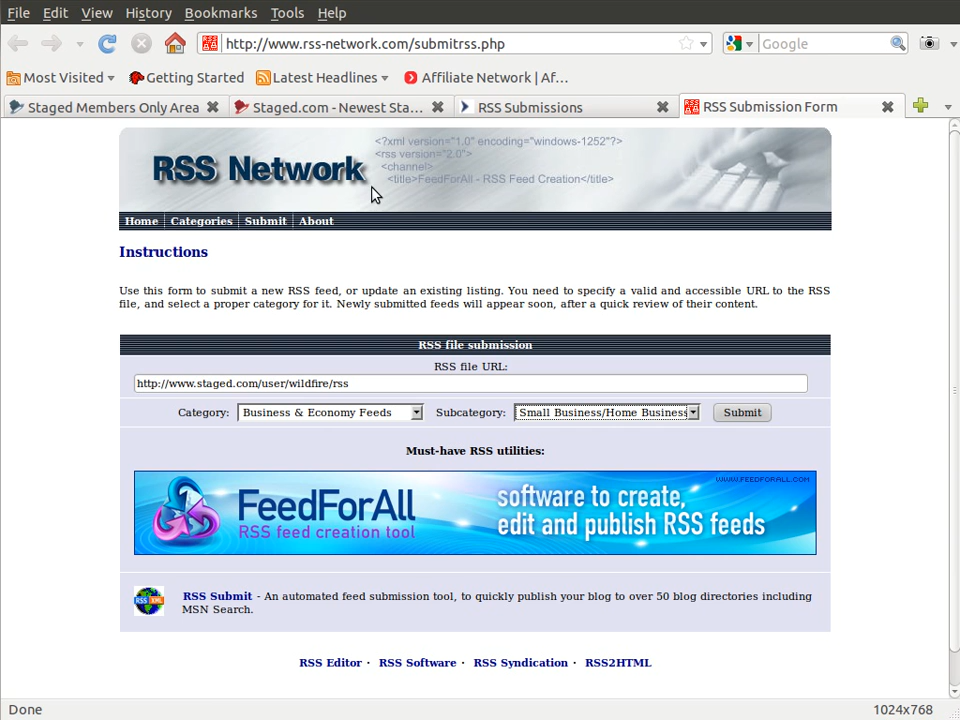 File Edit View History Bookmarks Tools Help
http://www.rss-network.com/submitrss.php
Google
Most Visited Getting Started Latest Headlines Affiliate Network | Af...
Staged Members Only Area Staged.com - Newest Sta... RSS Submissions RSS Submission Form
RSS Network
<?xml version="1.0" encoding="windows-1252"?>
<rss version="2.0">
<channel>
<title>FeedForAll - RSS Feed Creation</title>
Home Categories Submit About
Instructions
Use this form to submit a new RSS feed, or update an existing listing. You need to specify a valid and accessible URL to the RSS
file, and select a proper category for it. Newly submitted feeds will appear soon, after a quick review of their content.
RSS file submission
RSS file URL:
http://www.staged.com/user/wildfire/rss
Category: Business & Economy Feeds Subcategory: Small Business/Home Business Submit
Must-have RSS utilities:
WWW.FEEDFORALL.COM
FeedForAll
RSS feed creation tool
software to create,
edit and publish RSS feeds
RSS XML
RSS Submit - An automated feed submission tool, to quickly publish your blog to over 50 blog directories including
MSN Search.
RSS Editor · RSS Software · RSS Syndication · RSS2HTML
Done 1024x768